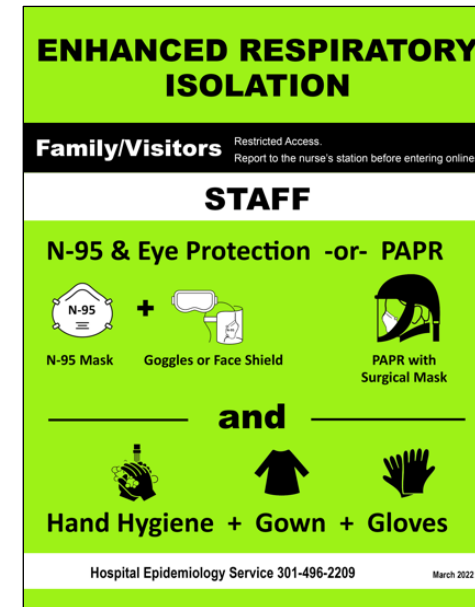 ENHANCED RESPIRATORY
ISOLATION
Family/Visitors
Restricted Access.
Report to the nurse's station before entering online
STAFF
N-95 & Eye Protection -or- PAPR
N-95
N-95 Mask
Goggles or Face Shield
PAPR with
Surgical Mask
and
Hand Hygiene + Gown + Gloves
Hospital Epidemiology Service 301-496-2209
March 2022